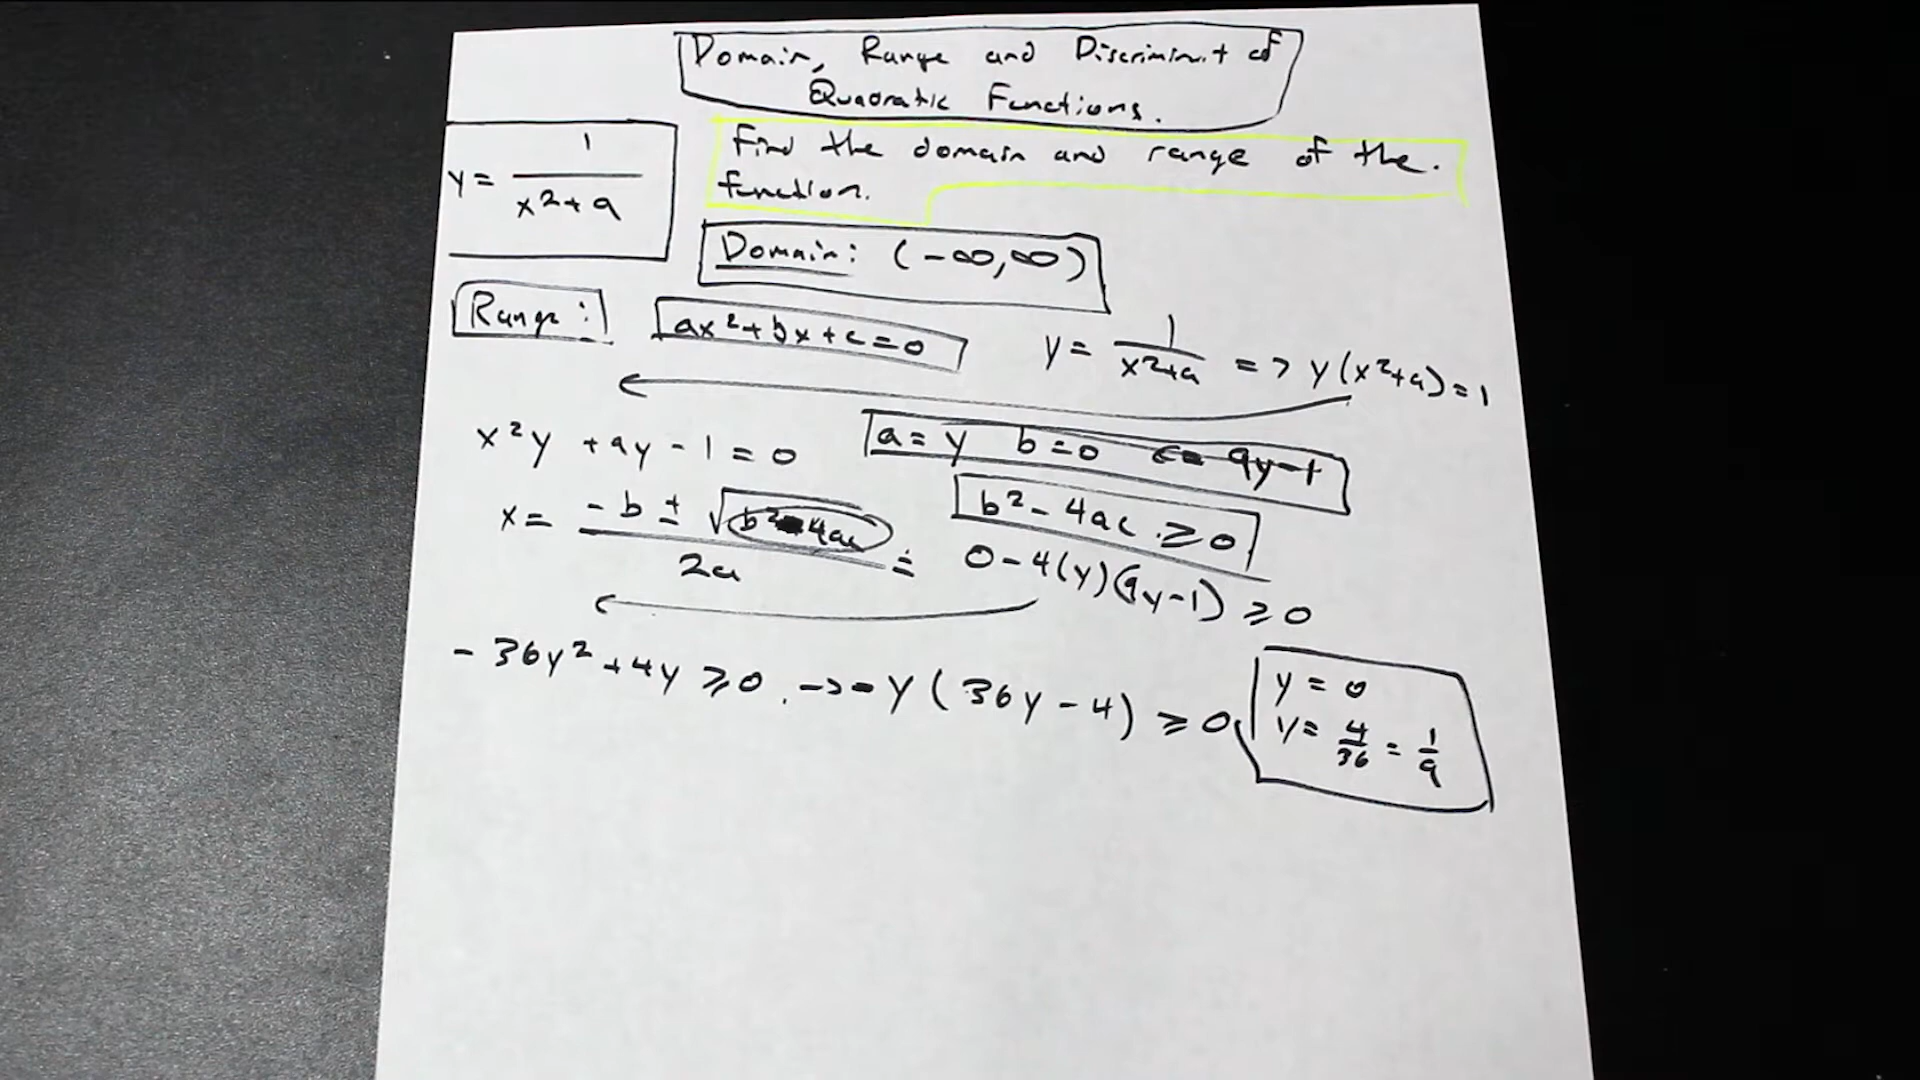 Domain, Range and Discriminant of
Quadratic Functions.
y = 1/(x²+9)
Find the domain and range of the.
function.
Domain: (-∞,∞)
Range:
ax²+bx+c=0
y = 1/(x²+9) => y(x²+9)=1
x²y +9y - 1 = 0
a = y b=0 c= 9y-1
x = (-b ± √(b²-4ac))/2a =
b² - 4ac ≥ 0
0 - 4(y)(9y-1) ≥ 0
- 36y² + 4y ≥ 0. -> -y(36y - 4) ≥ 0
y = 0
y = 4/36 = 1/9